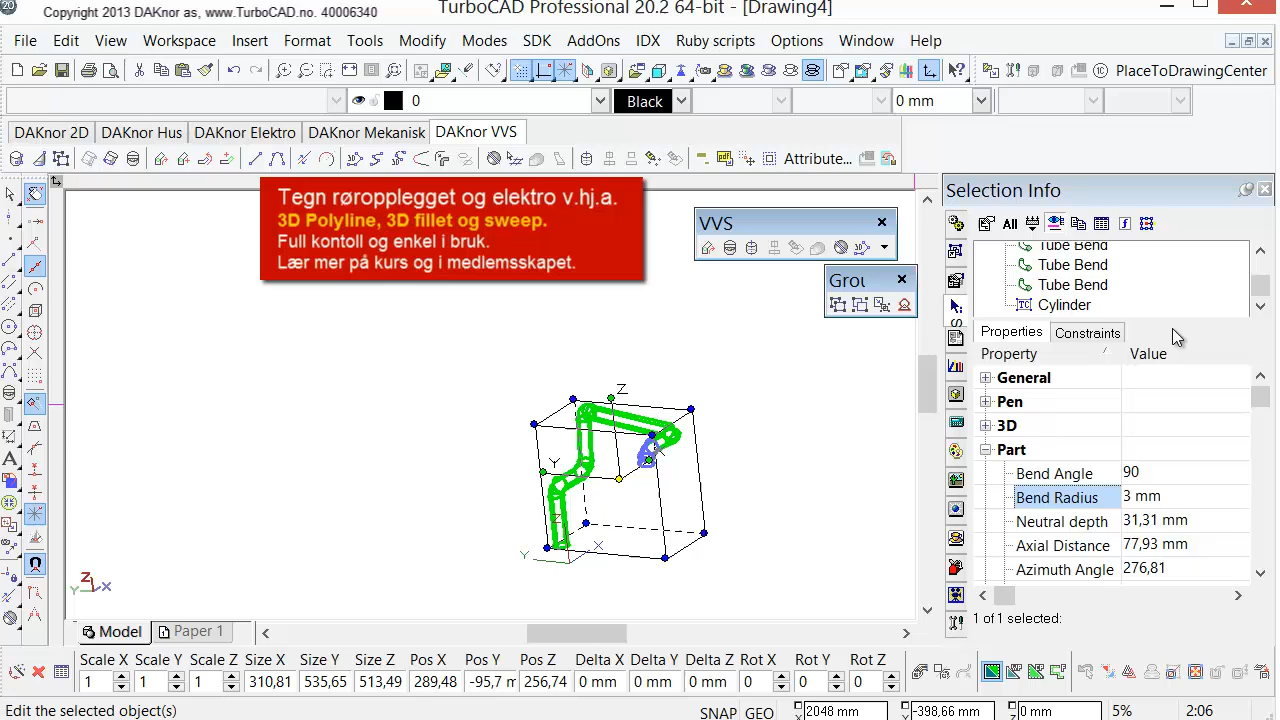 20
Copyright 2013 DAKnor as, www.TurboCAD.no. 40006340
TurboCAD Professional 20.2 64-bit - [Drawing4]
File Edit View Workspace Insert Format Tools Modify Modes SDK AddOns IDX Ruby scripts Options Window Help
PlaceToDrawingCenter
0
Black
0 mm
DAKnor 2D DAKnor Hus DAKnor Elektro DAKnor Mekanisk DAKnor VVS
Attribute...
Tegn røropplegget og elektro v.hj.a.
3D Polyline, 3D fillet og sweep.
Full kontoll og enkel i bruk.
Lær mer på kurs og i medlemsskapet.
VVS
Grou
Selection Info
All
Tube Bend
Tube Bend
Tube Bend
Cylinder
Properties Constraints
Property Value
General
Pen
3D
Part
Bend Angle 90
Bend Radius 3 mm
Neutral depth 31,31 mm
Axial Distance 77,93 mm
Azimuth Angle 276,81
1 of 1 selected:
Z
Y
X
Z
Y
X
Z
Y X
Model Paper 1
Scale X Scale Y Scale Z Size X Size Y Size Z Pos X Pos Y Pos Z Delta X Delta Y Delta Z Rot X Rot Y Rot Z
1 1 1 310,8 535,65 513,49 289,48 -95,7 m 256,74 0 mm 0 mm 0 mm 0 0 0
Edit the selected object(s)
SNAP GEO 2048 mm -398,66 mm 0 mm 5% 2:06